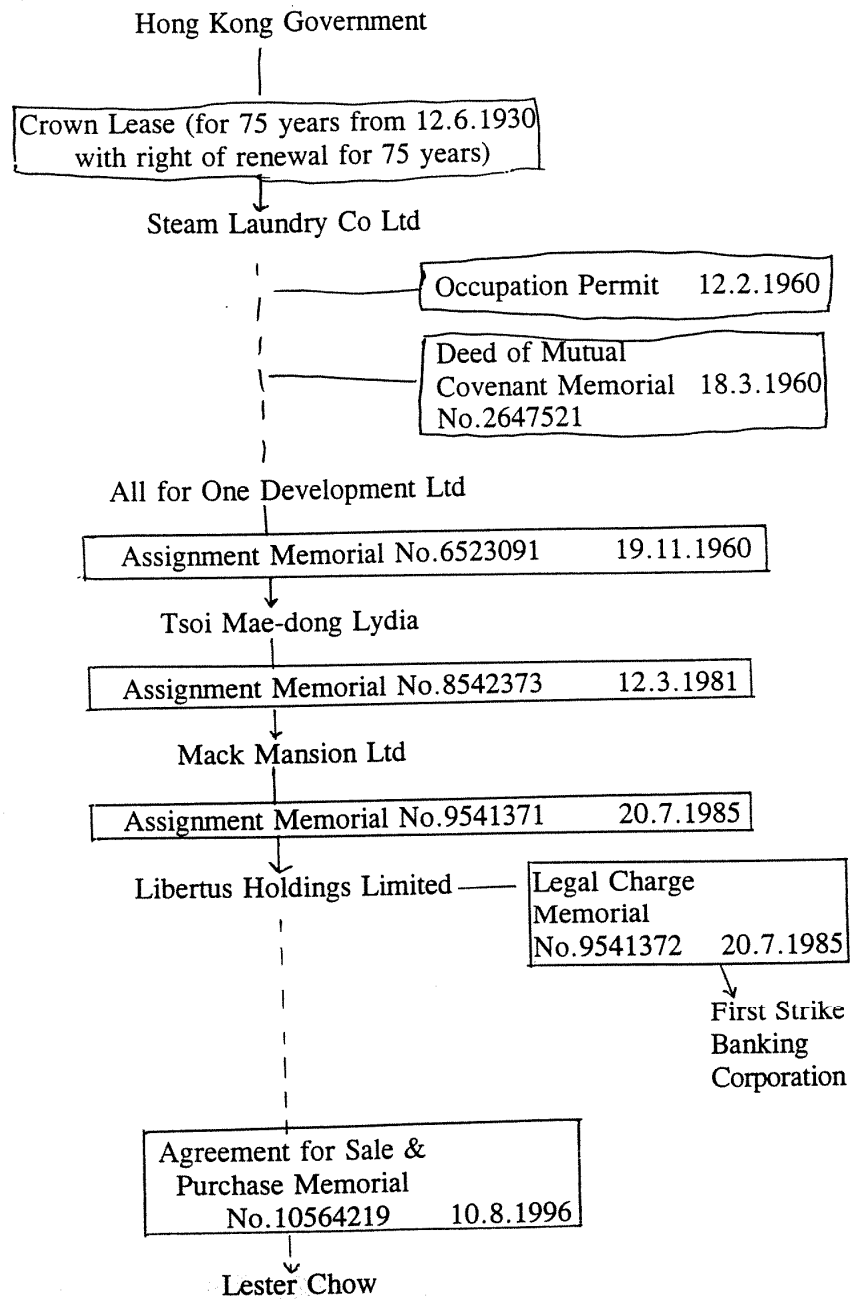 Hong Kong Government
Crown Lease (for 75 years from 12.6.1930
with right of renewal for 75 years)
Steam Laundry Co Ltd
Occupation Permit 12.2.1960
Deed of Mutual
Covenant Memorial 18.3.1960
No.2647521
All for One Development Ltd
Assignment Memorial No.6523091 19.11.1960
Tsoi Mae-dong Lydia
Assignment Memorial No.8542373 12.3.1981
Mack Mansion Ltd
Assignment Memorial No.9541371 20.7.1985
Libertus Holdings Limited
Legal Charge
Memorial
No.9541372 20.7.1985
First Strike
Banking
Corporation
Agreement for Sale &
Purchase Memorial
No.10564219 10.8.1996
Lester Chow